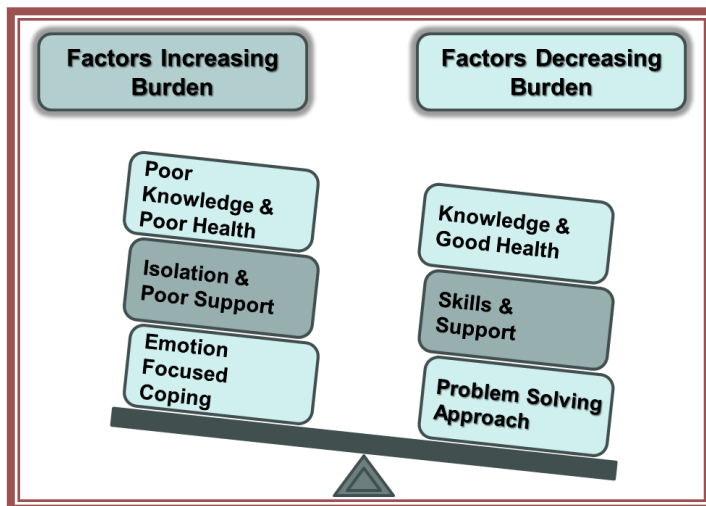 Factors Increasing
Burden
Factors Decreasing
Burden
Poor
Knowledge &
Poor Health
Isolation &
Poor Support
Emotion
Focused
Coping
Knowledge &
Good Health
Skills &
Support
Problem Solving
Approach